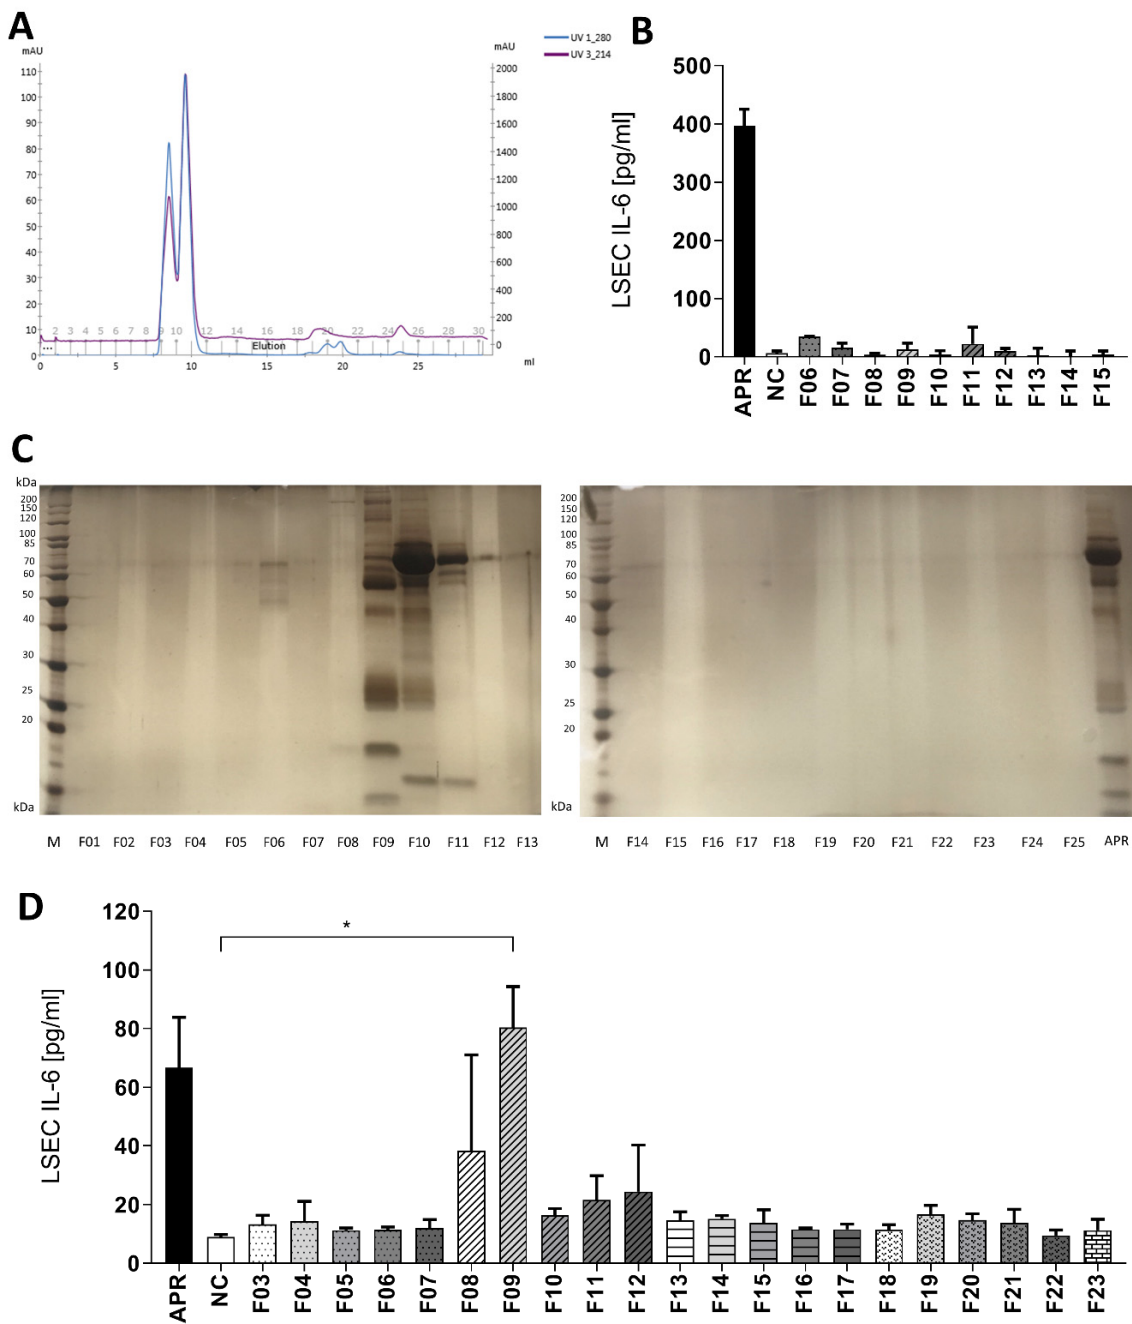 A
mAU
mAU
UV 1_280
UV 3_214
110
100
90
80
70
60
50
40
30
20
10
0
2000
1800
1600
1400
1200
1000
800
600
400
200
0
2 3 4 5 6 7 8 9 10 12 14 16 18 20 22 24 26 28 30
...
Elution
0 5 10 15 20 25
ml
B
LSEC IL-6 [pg/ml]
500
400
300
200
100
0
APR NC F06 F07 F08 F09 F10 F11 F12 F13 F14 F15
C
kDa
200
150
120
100
85
70
60
50
40
30
25
20
kDa
M F01 F02 F03 F04 F05 F06 F07 F08 F09 F10 F11 F12 F13
200
150
120
100
85
70
60
50
40
30
25
20
kDa
M F14 F15 F16 F17 F18 F19 F20 F21 F22 F23 F24 F25 APR
D
LSEC IL-6 [pg/ml]
120
100
80
60
40
20
0
*
APR NC F03 F04 F05 F06 F07 F08 F09 F10 F11 F12 F13 F14 F15 F16 F17 F18 F19 F20 F21 F22 F23